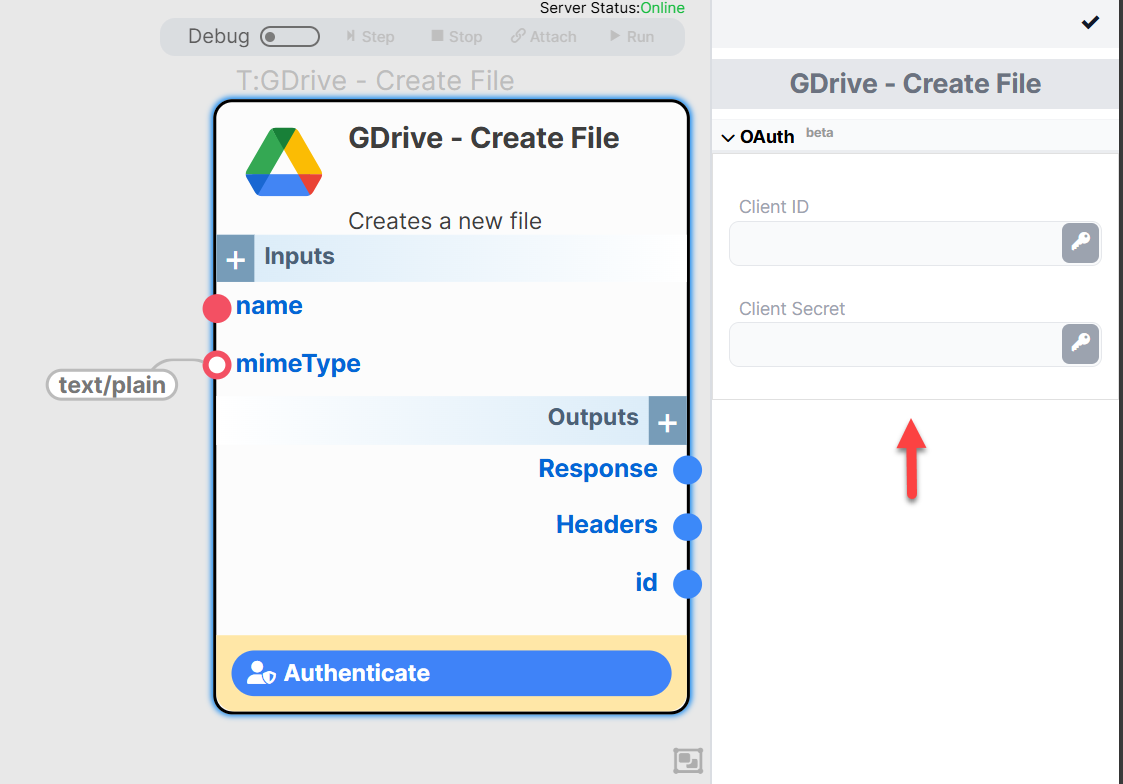 Server Status:Online
Debug Step Stop Attach Run
T:GDrive - Create File
GDrive - Create File
Creates a new file
+ Inputs
name
mimeType
text/plain
Outputs +
Response
Headers
id
Authenticate
GDrive - Create File
OAuth beta
Client ID
Client Secret